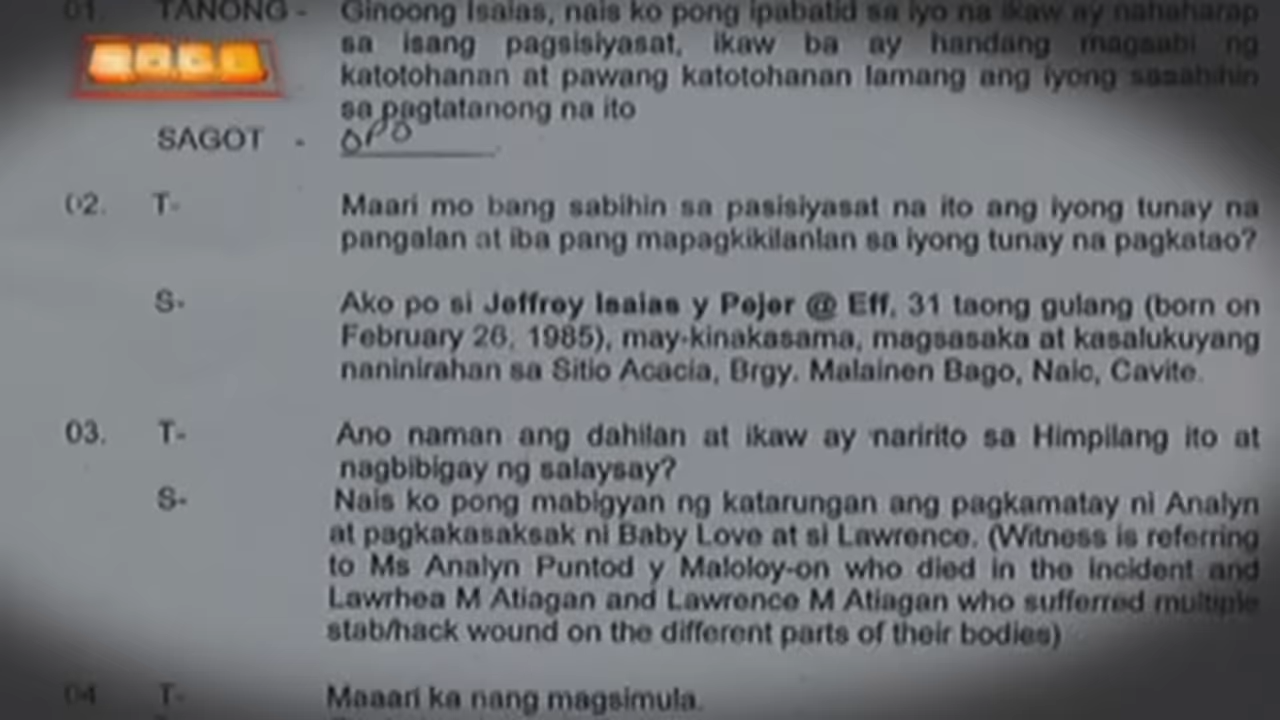 01. TANONG - Ginoong Isaias, nais ko pong ipabatid sa iyo na ikaw ay nahaharap
sa isang pagsisiyasat, ikaw ba ay handang magsabi ng
katotohanan at pawang katotohanan lamang ang iyong sasabihin
sa pagtatanong na ito
SAGOT - OPO
02. T- Maari mo bang sabihin sa pasisiyasat na ito ang iyong tunay na
pangalan at iba pang mapagkikilanlan sa iyong tunay na pagkatao?
S- Ako po si Jeffrey Isaias y Pejer @ Eff, 31 taong gulang (born on
February 26, 1985), may-kinakasama, magsasaka at kasalukuyang
naninirahan sa Sitio Acacia, Brgy. Malainen Bago, Naic, Cavite.
03. T- Ano naman ang dahilan at ikaw ay naririto sa Himpilang ito at
nagbibigay ng salaysay?
S- Nais ko pong mabigyan ng katarungan ang pagkamatay ni Analyn
at pagkakasaksak ni Baby Love at si Lawrence. (Witness is referring
to Ms Analyn Puntod y Maloloy-on who died in the incident and
Lawrhea M Atiagan and Lawrence M Atiagan who sufferred multiple
stab/hack wound on the different parts of their bodies)
04 T- Maaari ka nang magsimula.